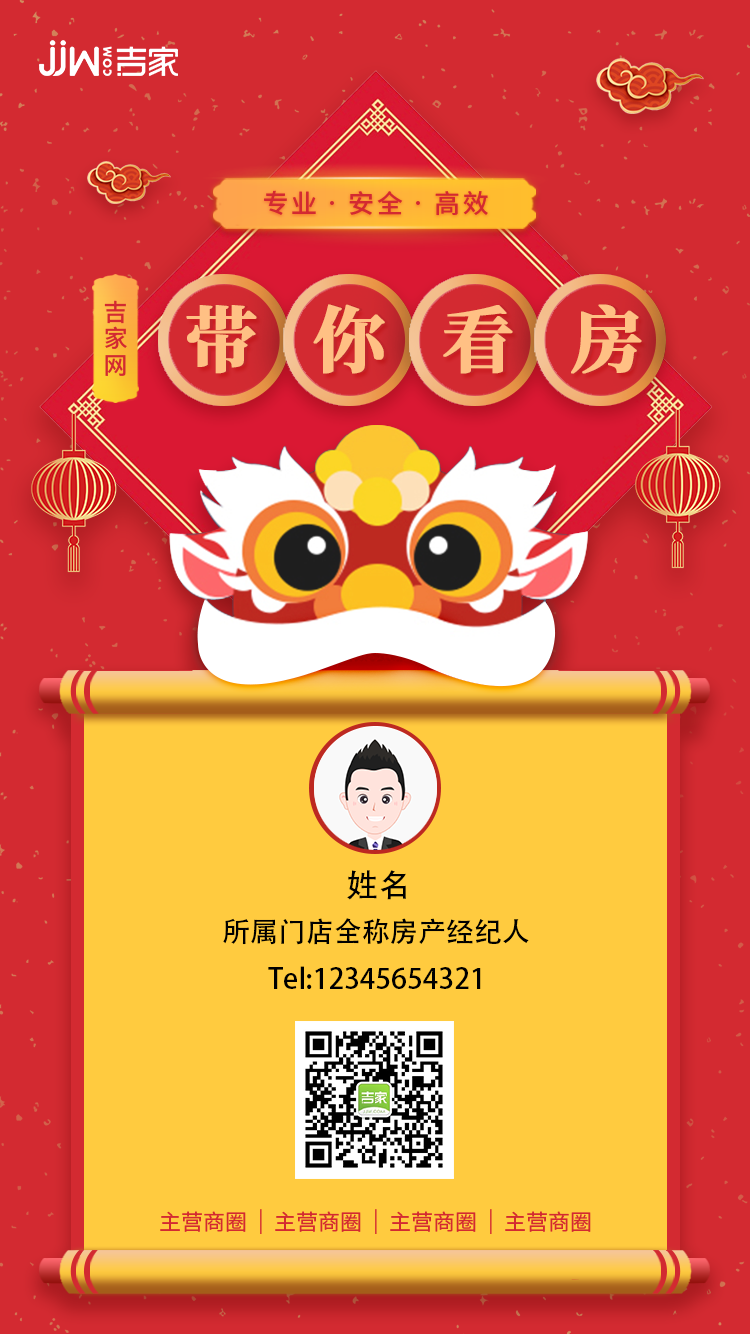 JJW.COM 吉家
专业 · 安全 · 高效
吉家网
带你看房
姓名
所属门店全称房产经纪人
Tel:12345654321
吉家
主营商圈 | 主营商圈 | 主营商圈 | 主营商圈